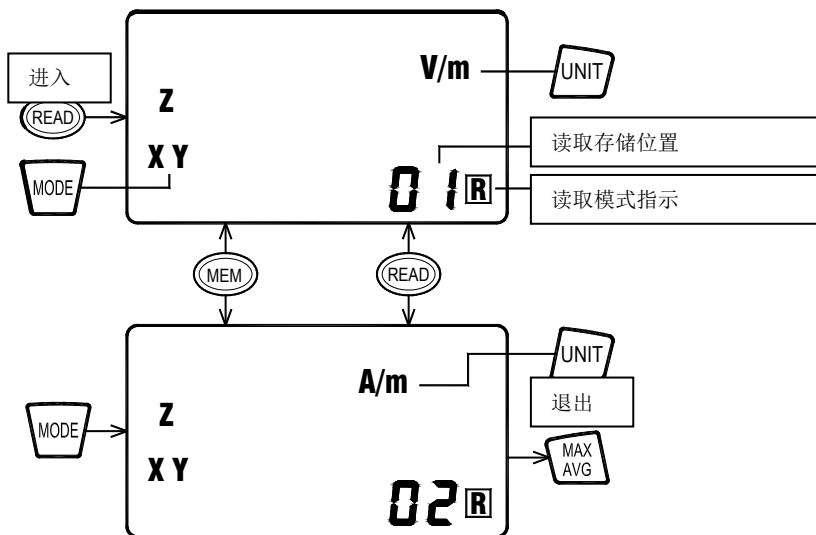 进入
V/m
UNIT
Z
READ
读取存储位置
X Y
MODE
01 R
读取模式指示
MEM
READ
A/m
UNIT
退出
MODE
Z
MAX
AVG
X Y
02 R